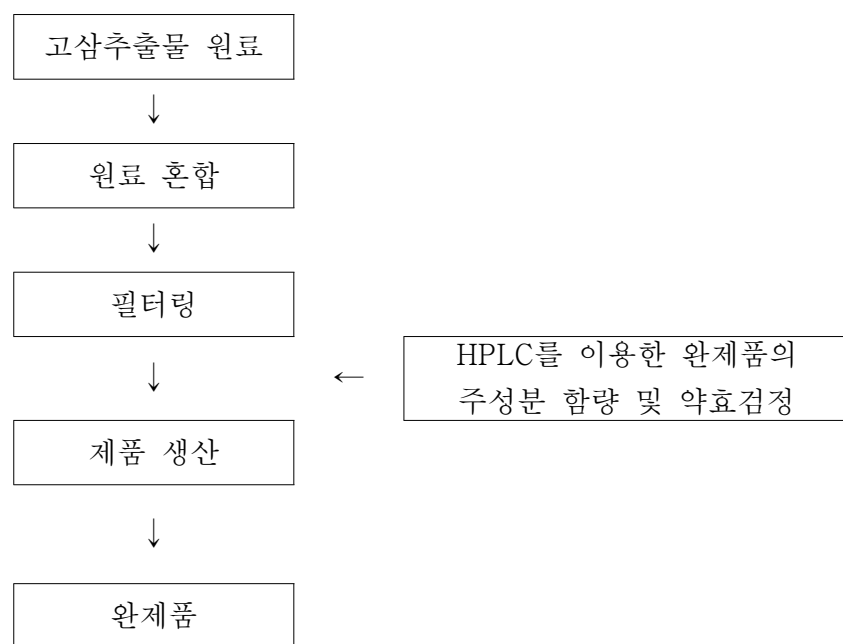 고삼추출물 원료
↓
원료 혼합
↓
필터링
↓
←
HPLC를 이용한 완제품의
주성분 함량 및 약효검정
제품 생산
↓
완제품